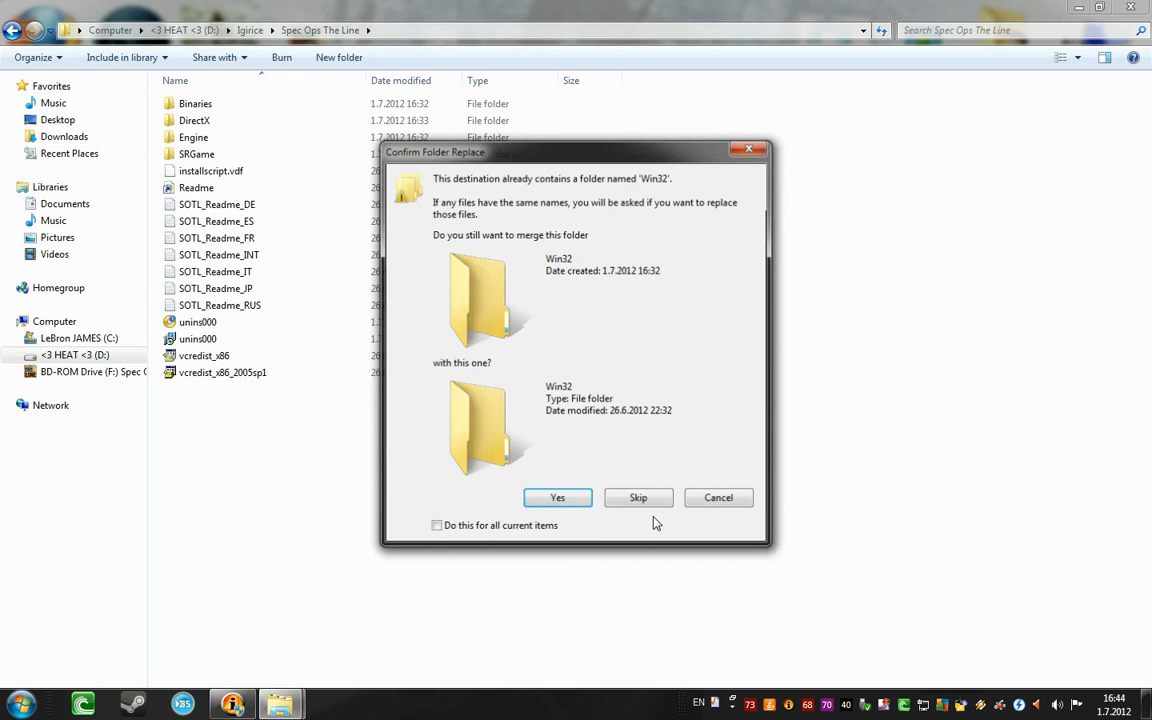 Computer <3 HEAT <3 (D:) Igirice Spec Ops The Line Search Spec Ops The Line
Organize Include in library Share with Burn New folder
Favorites
Music
Desktop
Downloads
Recent Places
Libraries
Documents
Music
Pictures
Videos
Homegroup
Computer
LeBron JAMES (C:)
<3 HEAT <3 (D:)
BD-ROM Drive (F:) Spec O
Network
Name Date modified Type Size
Binaries 1.7.2012 16:32 File folder
DirectX 1.7.2012 16:33 File folder
Engine 1.7.2012 16:32 File folder
SRGame
installscript.vdf
Readme
SOTL_Readme_DE
SOTL_Readme_ES
SOTL_Readme_FR
SOTL_Readme_INT
SOTL_Readme_IT
SOTL_Readme_JP
SOTL_Readme_RUS
unins000
unins000
vcredist_x86
vcredist_x86_2005sp1
Confirm Folder Replace
This destination already contains a folder named 'Win32'.
If any files have the same names, you will be asked if you want to replace
those files.
Do you still want to merge this folder
Win32
Date created: 1.7.2012 16:32
with this one?
Win32
Type: File folder
Date modified: 26.6.2012 22:32
Yes Skip Cancel
Do this for all current items
EN 73 68 70 40 16:44
1.7.2012